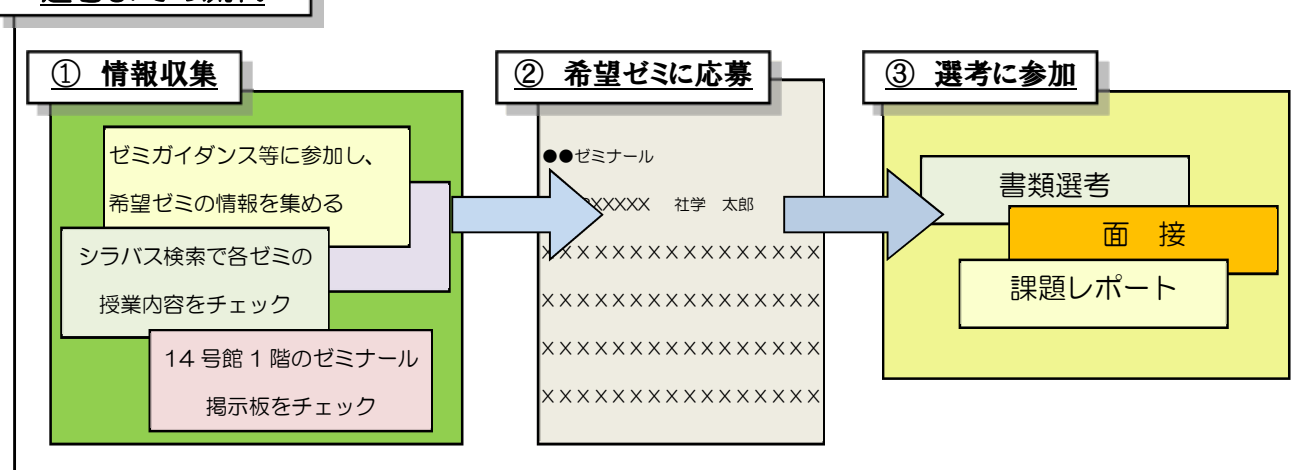 ① 情報収集
ゼミガイダンス等に参加し、
希望ゼミの情報を集める
シラバス検索で各ゼミの
授業内容をチェック
14 号館 1 階のゼミナール
掲示板をチェック
② 希望ゼミに応募
●●ゼミナール
XXXXX 社学 太郎
XXXXXXXXXXXXXXXX
XXXXXXXXXXXXXXXX
XXXXXXXXXXXXXXXX
XXXXXXXXXXXXXXXX
③ 選考に参加
書類選考
面 接
課題レポート